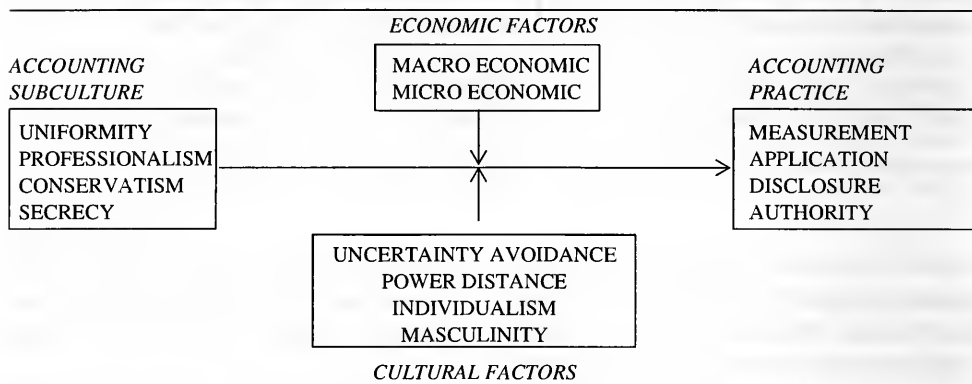 ECONOMIC FACTORS
MACRO ECONOMIC
MICRO ECONOMIC
ACCOUNTING
SUBCULTURE
UNIFORMITY
PROFESSIONALISM
CONSERVATISM
SECRECY
ACCOUNTING
PRACTICE
MEASUREMENT
APPLICATION
DISCLOSURE
AUTHORITY
UNCERTAINTY AVOIDANCE
POWER DISTANCE
INDIVIDUALISM
MASCULINITY
CULTURAL FACTORS